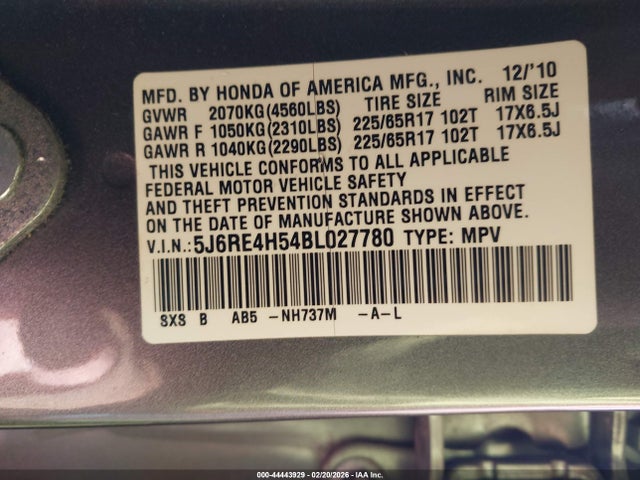 MFD. BY HONDA OF AMERICA MFG., INC. 12/'10
GVWR 2070KG(4560LBS) TIRE SIZE RIM SIZE
GAWR F 1050KG(2310LBS) 225/65R17 102T 17X6.5J
GAWR R 1040KG(2290LBS) 225/65R17 102T 17X6.5J
THIS VEHICLE CONFORMS TO ALL APPLICABLE
FEDERAL MOTOR VEHICLE SAFETY
AND THEFT PREVENTION STANDARDS IN EFFECT
ON THE DATE OF MANUFACTURE SHOWN ABOVE.
V.I.N.: 5J6RE4H54BL027780 TYPE: MPV
SXS B AB5 -NH737M -A-L
000-44443929 - 02/20/2026 - IAA Inc.